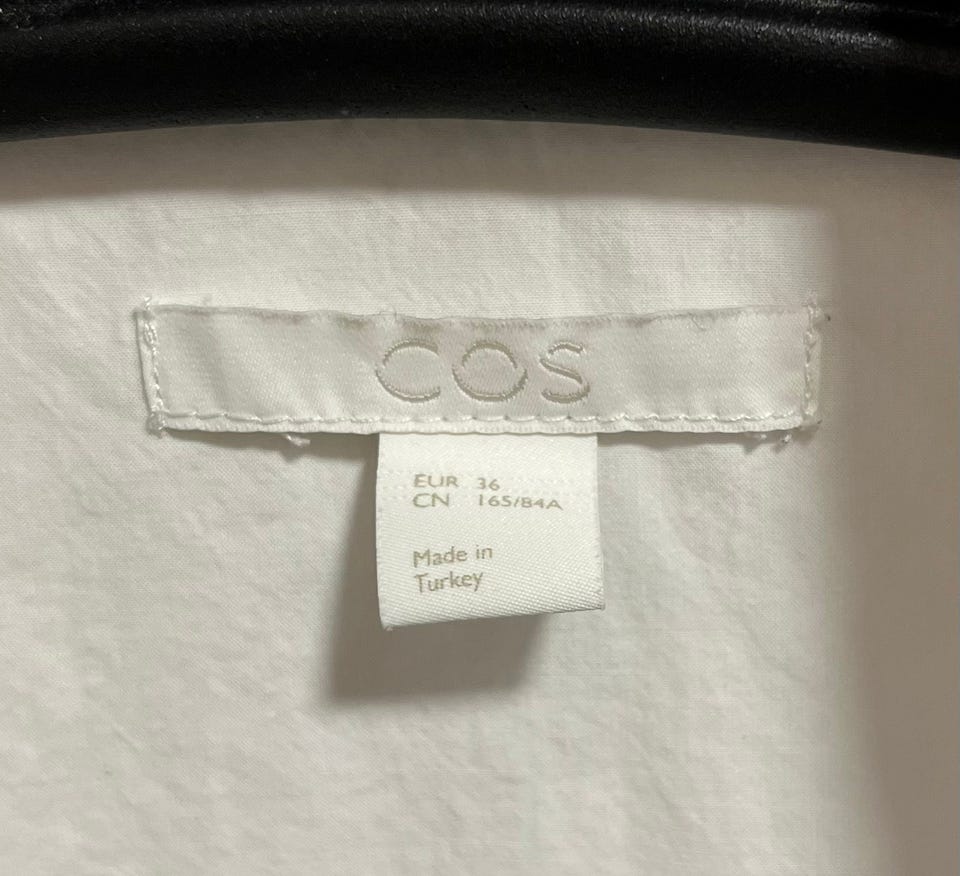 COS
EUR 36
CN 165/84A
Made in
Turkey